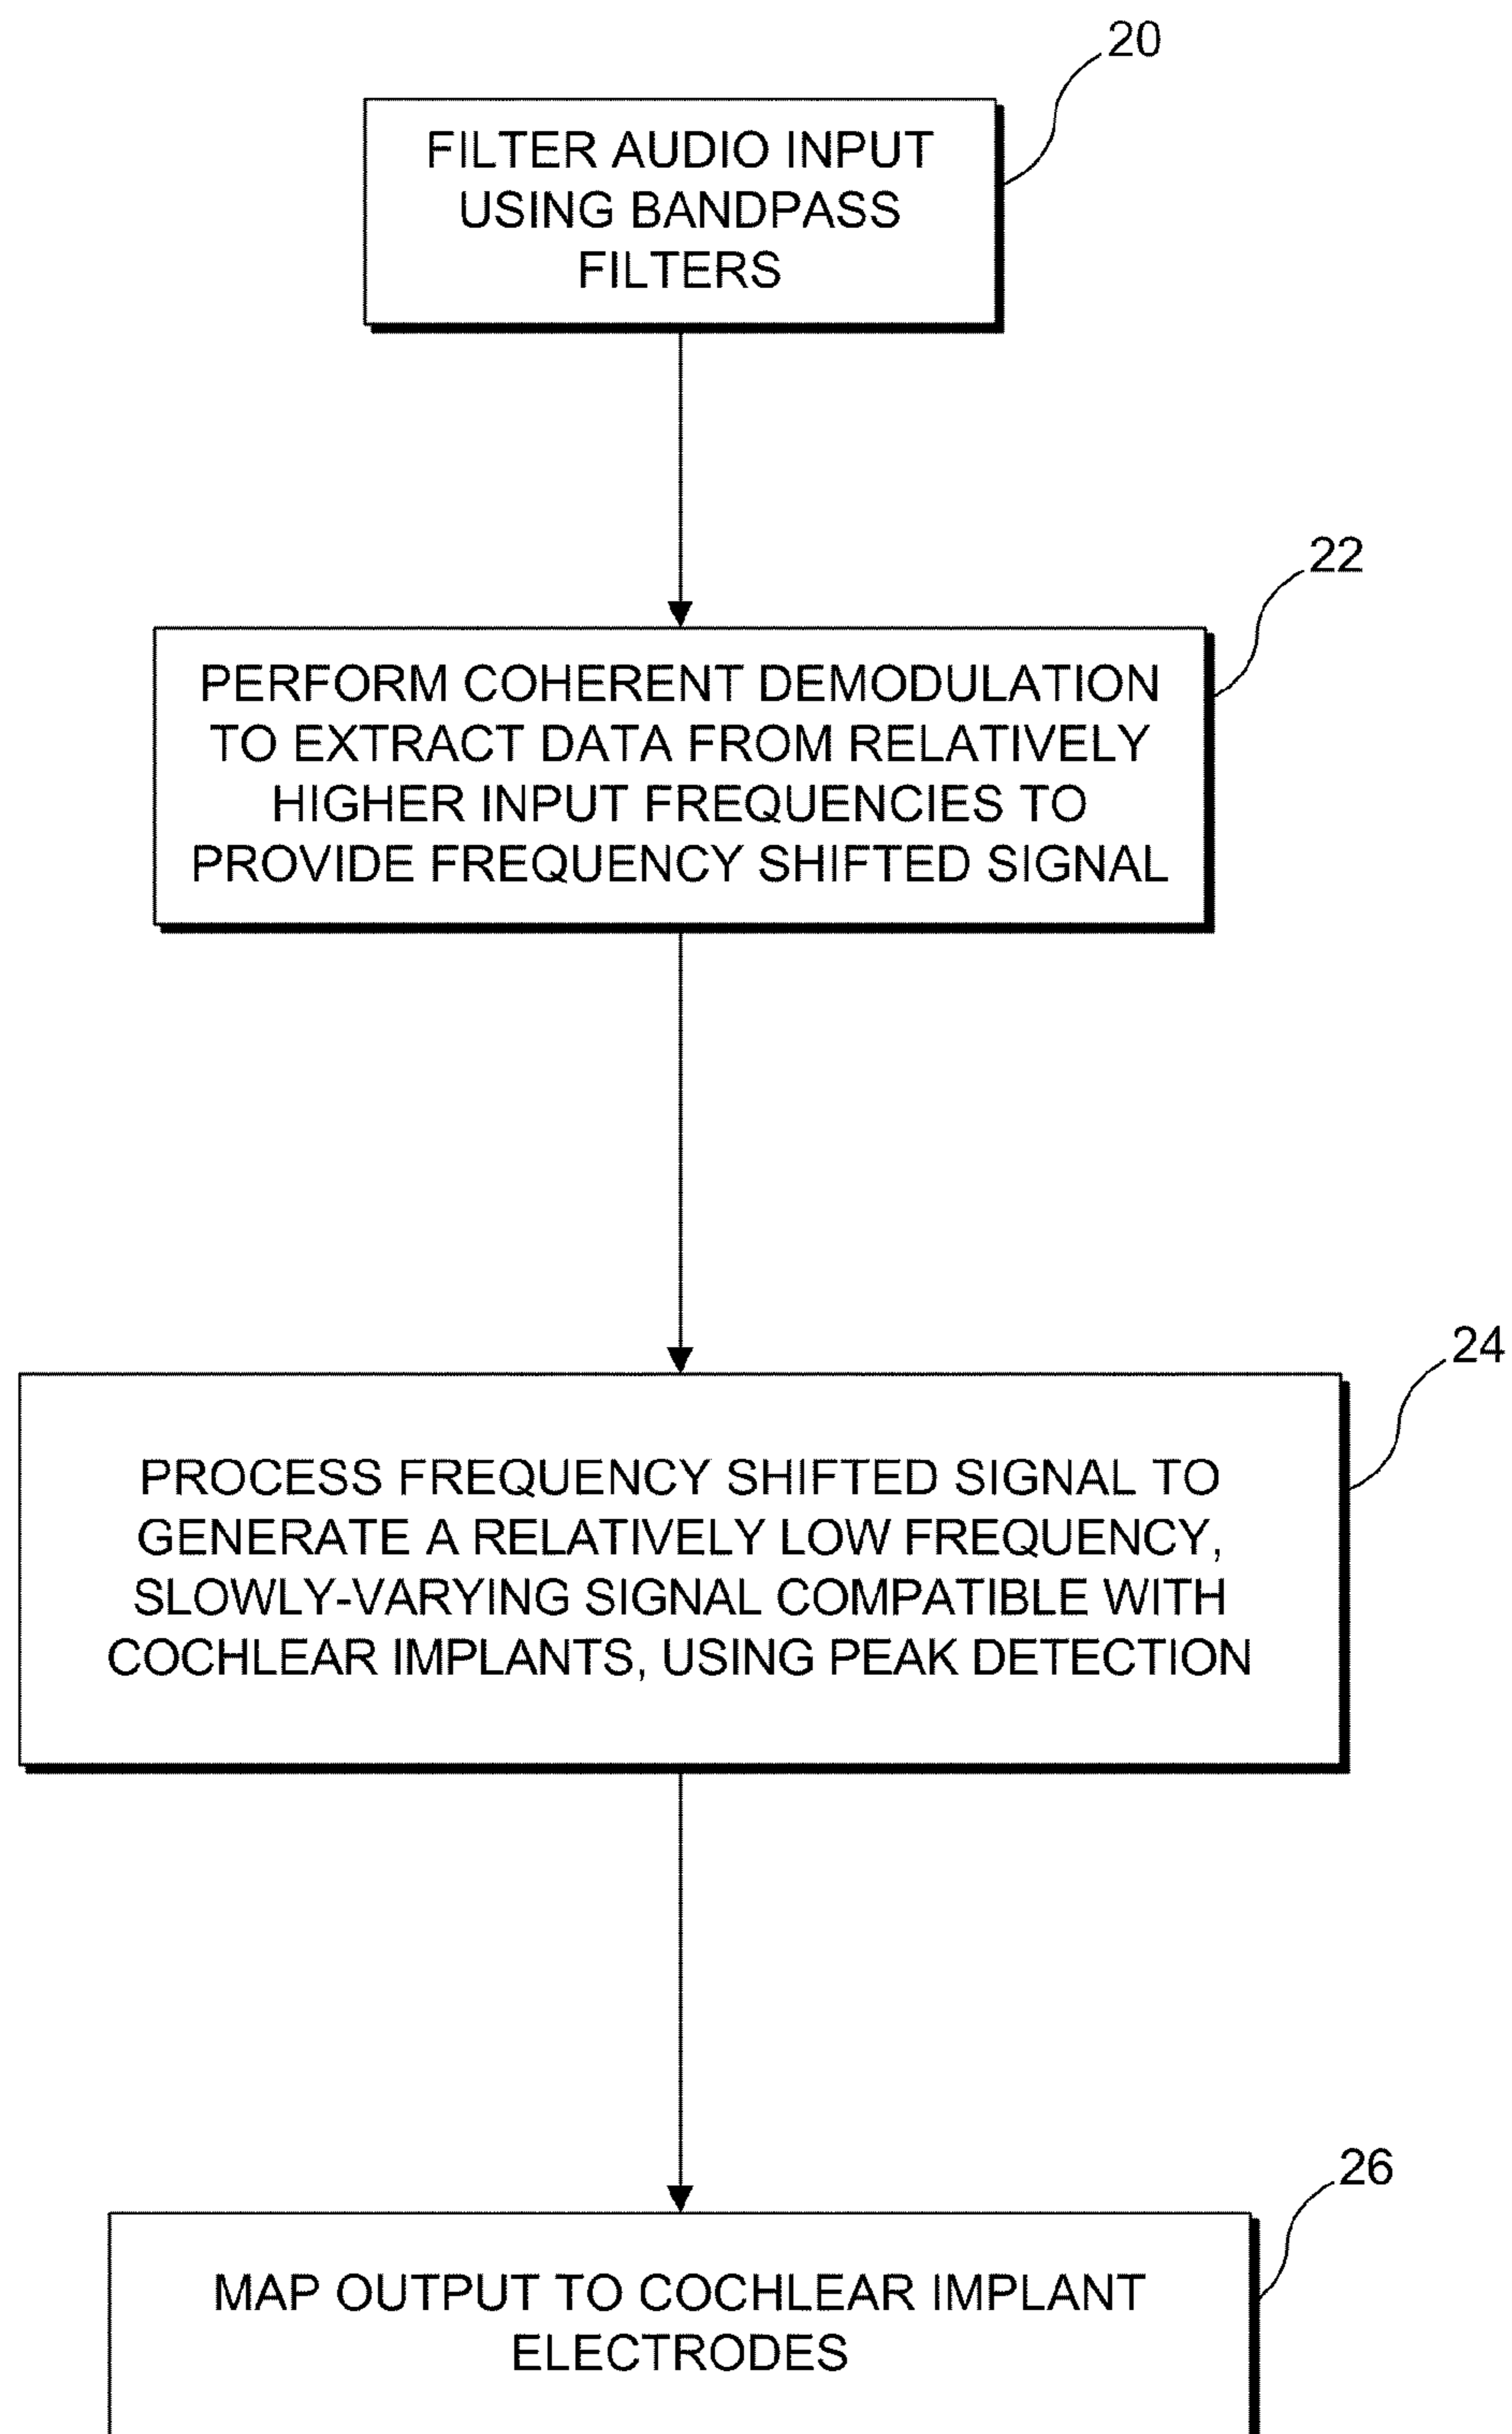 20
FILTER AUDIO INPUT
USING BANDPASS
FILTERS
22
PERFORM COHERENT DEMODULATION
TO EXTRACT DATA FROM RELATIVELY
HIGHER INPUT FREQUENCIES TO
PROVIDE FREQUENCY SHIFTED SIGNAL
24
PROCESS FREQUENCY SHIFTED SIGNAL TO
GENERATE A RELATIVELY LOW FREQUENCY,
SLOWLY-VARYING SIGNAL COMPATIBLE WITH
COCHLEAR IMPLANTS, USING PEAK DETECTION
26
MAP OUTPUT TO COCHLEAR IMPLANT
ELECTRODES